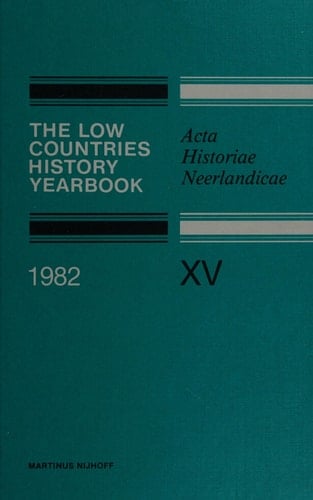 THE LOW
COUNTRIES
HISTORY
YEARBOOK
Acta
Historiae
Neerlandicae
1982
XV
MARTINUS NIJHOFF